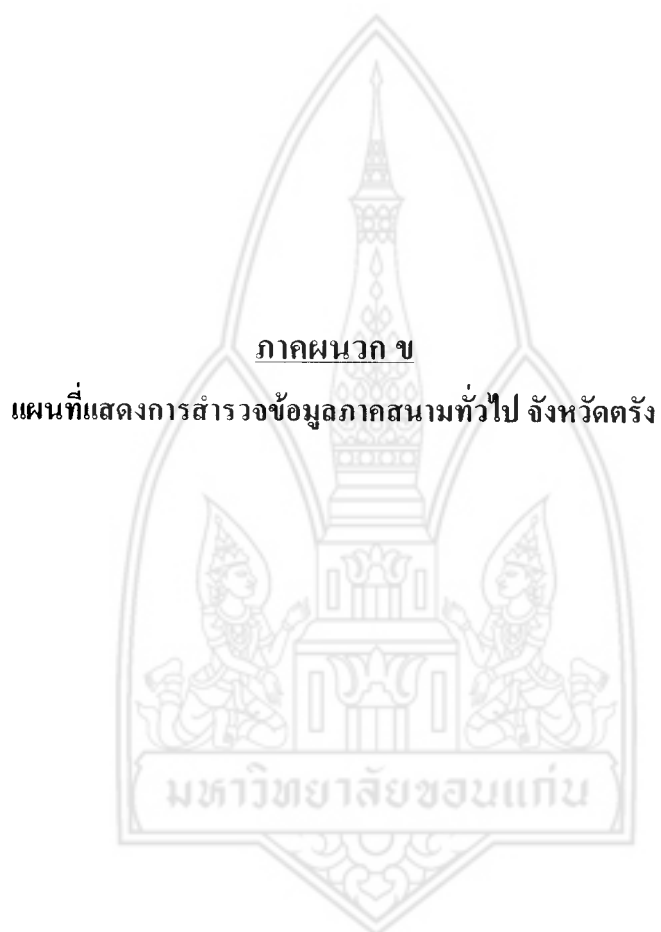 ภาคผนวก ข
แผนที่แสดงการสำรวจข้อมูลภาคสนามทั่วไป จังหวัดตรัง
มหาวิทยาลัยขอนแก่น